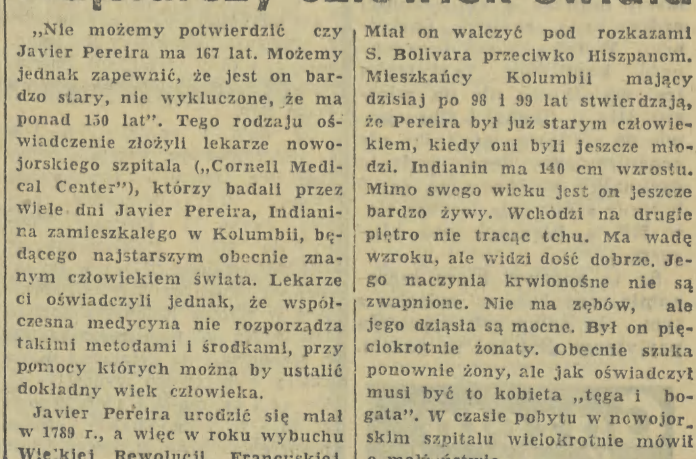 człowiek świata
„Nie możemy potwierdzić czy
Javier Pereira ma 167 lat. Możemy
jednak zapewnić, że jest on bar-
dzo stary, nie wykluczone, że ma
ponad 150 lat”. Tego rodzaju oś-
wiadczenie złożyli lekarze nowo-
jorskiego szpitala („Cornell Medi-
cal Center”), którzy badali przez
wiele dni Javier Pereira, Indiani-
na zamieszkałego w Kolumbii, bę-
dącego najstarszym obecnie zna-
nym człowiekiem świata. Lekarze
ci oświadczyli jednak, że współ-
czesna medycyna nie rozporządza
takimi metodami i środkami, przy
pomocy których można by ustalić
dokładny wiek człowieka.
Javier Pereira urodzić się miał
w 1789 r., a więc w roku wybuchu
Wielkiej Rewolucji Francuskiej.
Miał on walczyć pod rozkazami
S. Bolivara przeciwko Hiszpanom.
Mieszkańcy Kolumbii mający
dzisiaj po 98 i 99 lat stwierdzają,
że Pereira był już starym człowie-
kiem, kiedy oni byli jeszcze mło-
dzi. Indianin ma 140 cm wzrostu.
Mimo swego wieku jest on jeszcze
bardzo żywy. Wchodzi na drugie
piętro nie tracąc tchu. Ma wadę
wzroku, ale widzi dość dobrze. Je-
go naczynia krwionośne nie są
zwapnione. Nie ma zębów, ale
jego dziąsła są mocne. Był on pię-
ciokrotnie żonaty. Obecnie szuka
ponownie żony, ale jak oświadczył
musi być to kobieta „tęga i bo-
gata”. W czasie pobytu w nowojor-
skim szpitalu wielokrotnie mówił